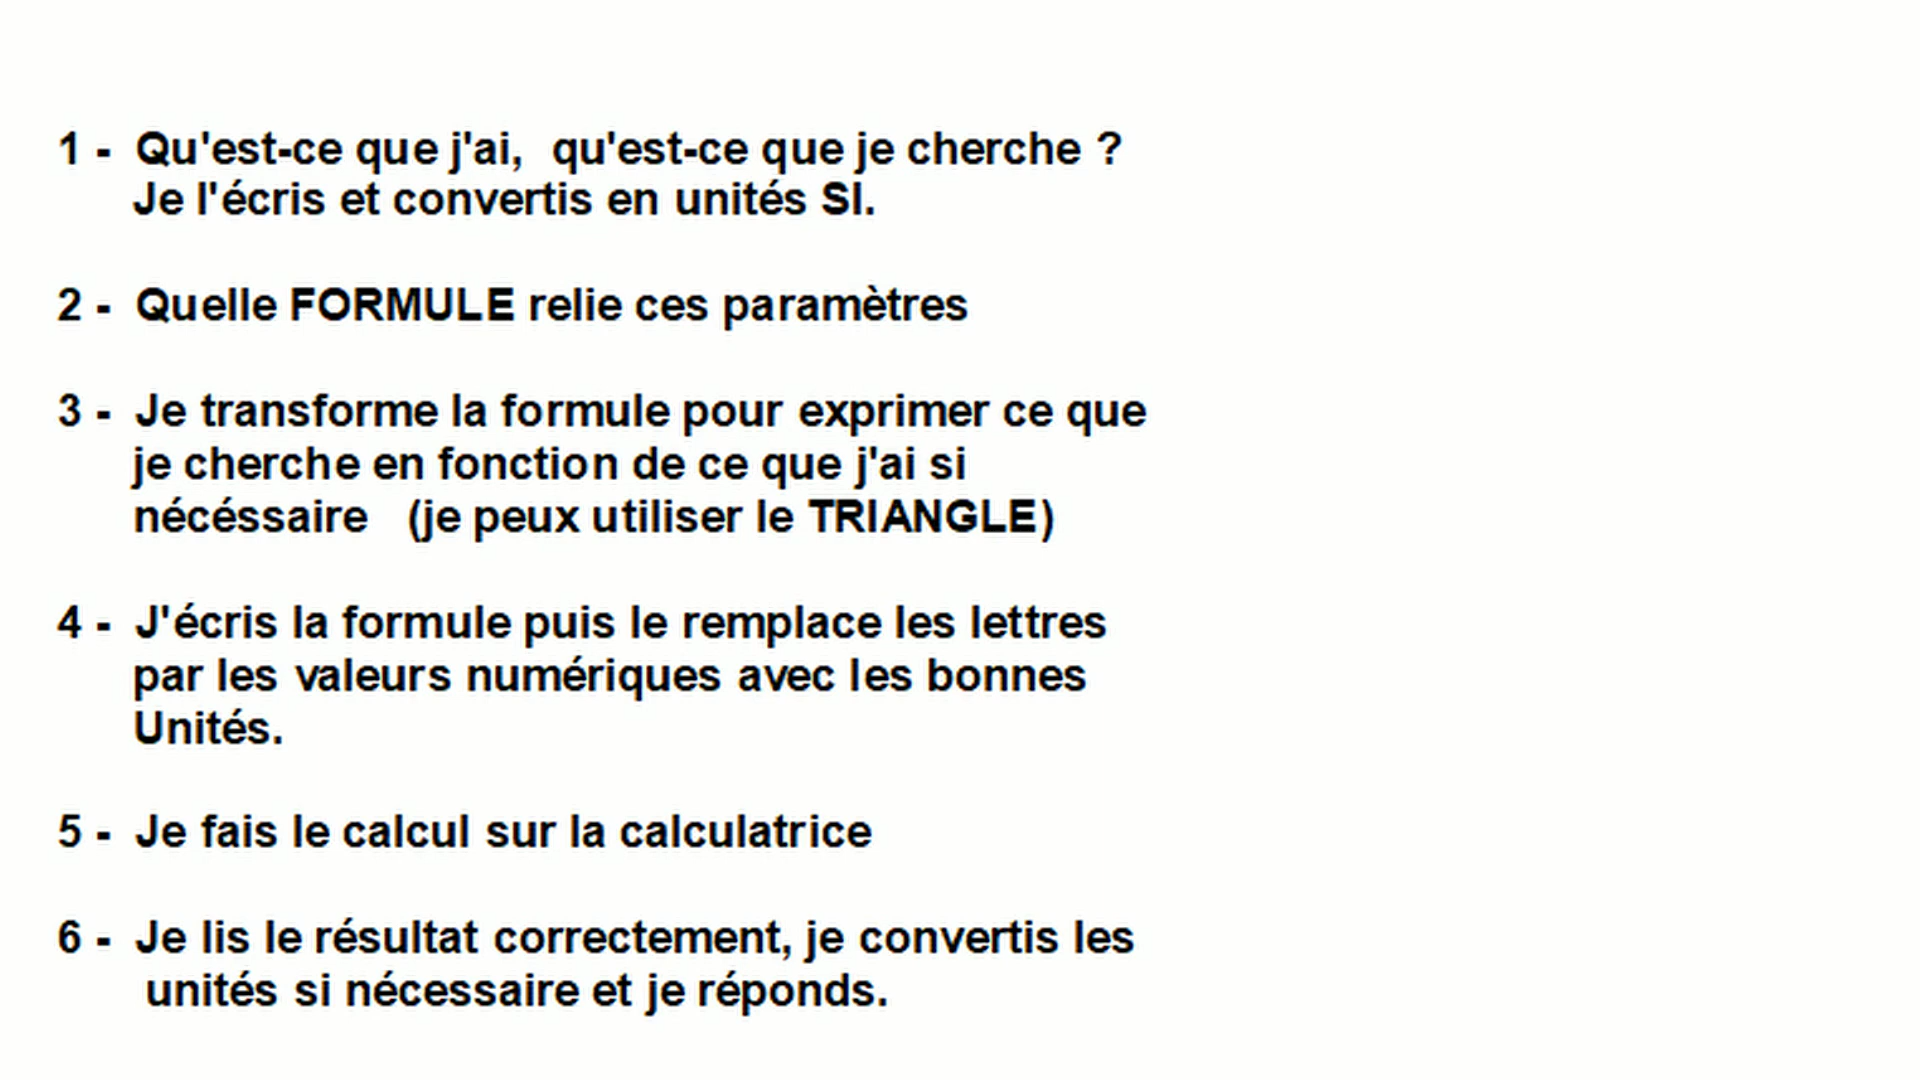 1 - Qu'est-ce que j'ai, qu'est-ce que je cherche ?
Je l'écris et convertis en unités SI.
2 - Quelle FORMULE relie ces paramètres
3 - Je transforme la formule pour exprimer ce que
je cherche en fonction de ce que j'ai si
nécéssaire (je peux utiliser le TRIANGLE)
4 - J'écris la formule puis le remplace les lettres
par les valeurs numériques avec les bonnes
Unités.
5 - Je fais le calcul sur la calculatrice
6 - Je lis le résultat correctement, je convertis les
unités si nécessaire et je réponds.